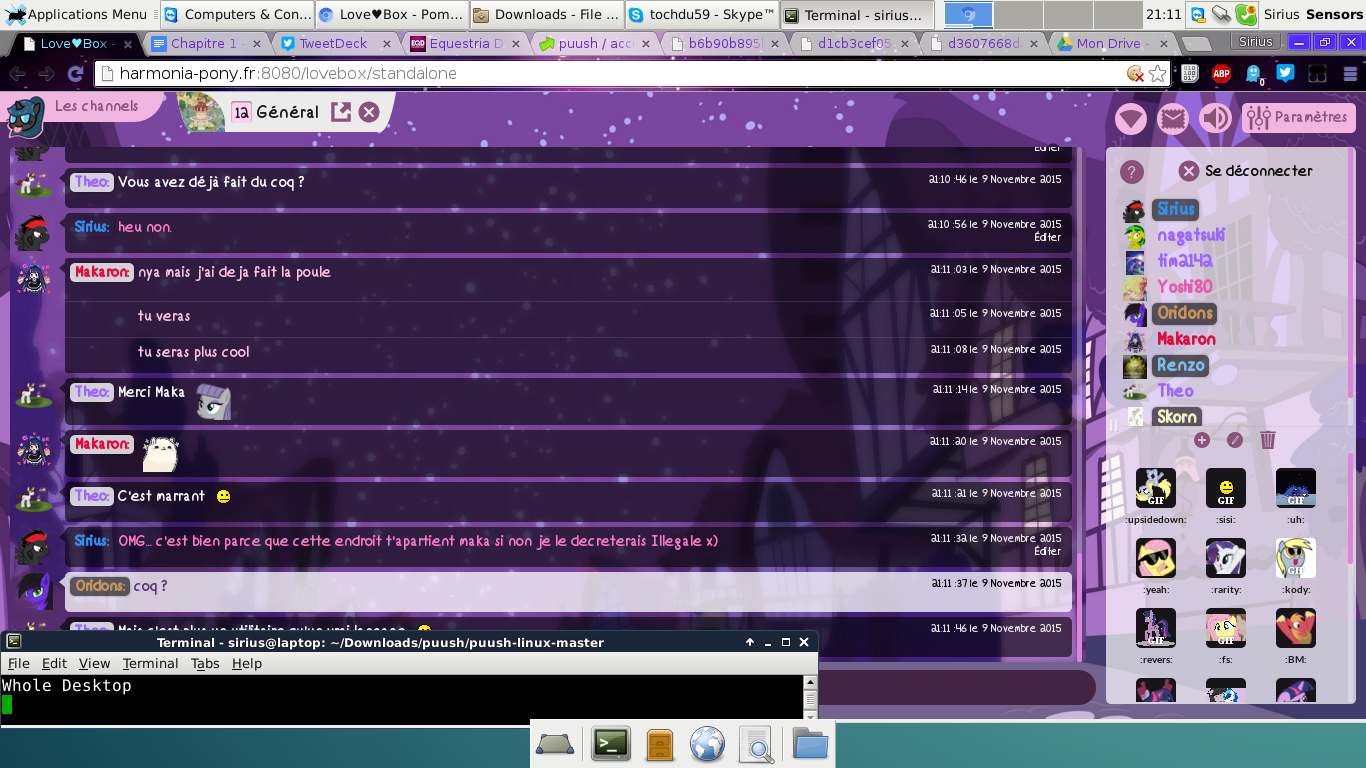 Applications Menu
Computers & Con...
Love♥Box - Pom...
Downloads - File ...
tochdu59 - Skype™
Terminal - sirius...
21:11
Sirius Sensors
Love♥Box -
Chapitre 1 -
TweetDeck
Equestria D
puush / acc
b6b90b895
d1cb3cef05
d3607668d
Mon Drive -
Sirius
harmonia-pony.fr:8080/lovebox/standalone
ABP
0
Les channels
12 Général
Paramètres
Éditer
Theo: Vous avez déjà fait du coq ?
21:10 :46 le 9 Novembre 2015
Sirius: heu non.
21:10 :56 le 9 Novembre 2015
Éditer
Makaron: nya mais j'ai deja fait la poule
21:11 :03 le 9 Novembre 2015
tu veras
21:11 :05 le 9 Novembre 2015
tu seras plus cool
21:11 :08 le 9 Novembre 2015
Theo: Merci Maka
21:11 :14 le 9 Novembre 2015
Makaron:
21:11 :20 le 9 Novembre 2015
Theo: C'est marrant
21:11 :21 le 9 Novembre 2015
Sirius: OMG... c'est bien parce que cette endroit t'apartient maka si non je le decreterais Illegale x)
21:11 :32 le 9 Novembre 2015
Éditer
Oridons: coq ?
21:11 :37 le 9 Novembre 2015
21:11 :46 le 9 Novembre 2015
? Se déconnecter
Sirius
nagatsuki
tim2142
Yoshi80
Oridons
Makaron
Renzo
Theo
Skorn
GIF GIF GIF
:upsidedown: :sisi: :uh:
GIF
:yeah: :rarity: :kody:
GIF GIF
:revers: :fs: :BM:
Terminal - sirius@laptop: ~/Downloads/puush/puush-linux-master
File Edit View Terminal Tabs Help
Whole Desktop